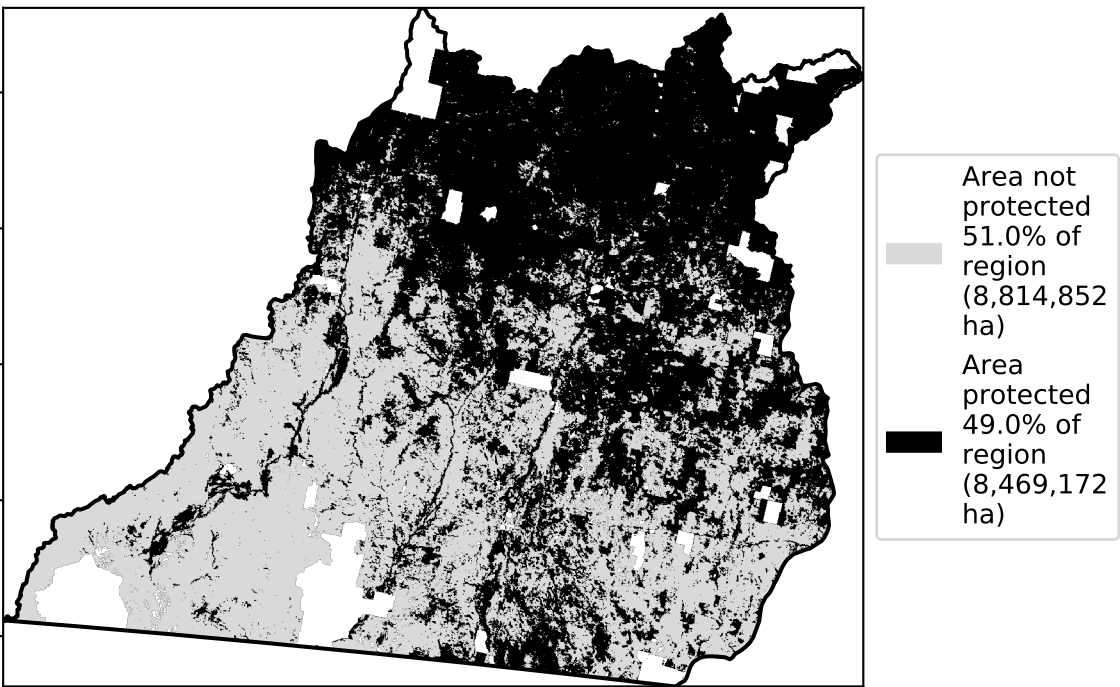 Area not
protected
51.0% of
region
(8,814,852
ha)
Area
protected
49.0% of
region
(8,469,172
ha)